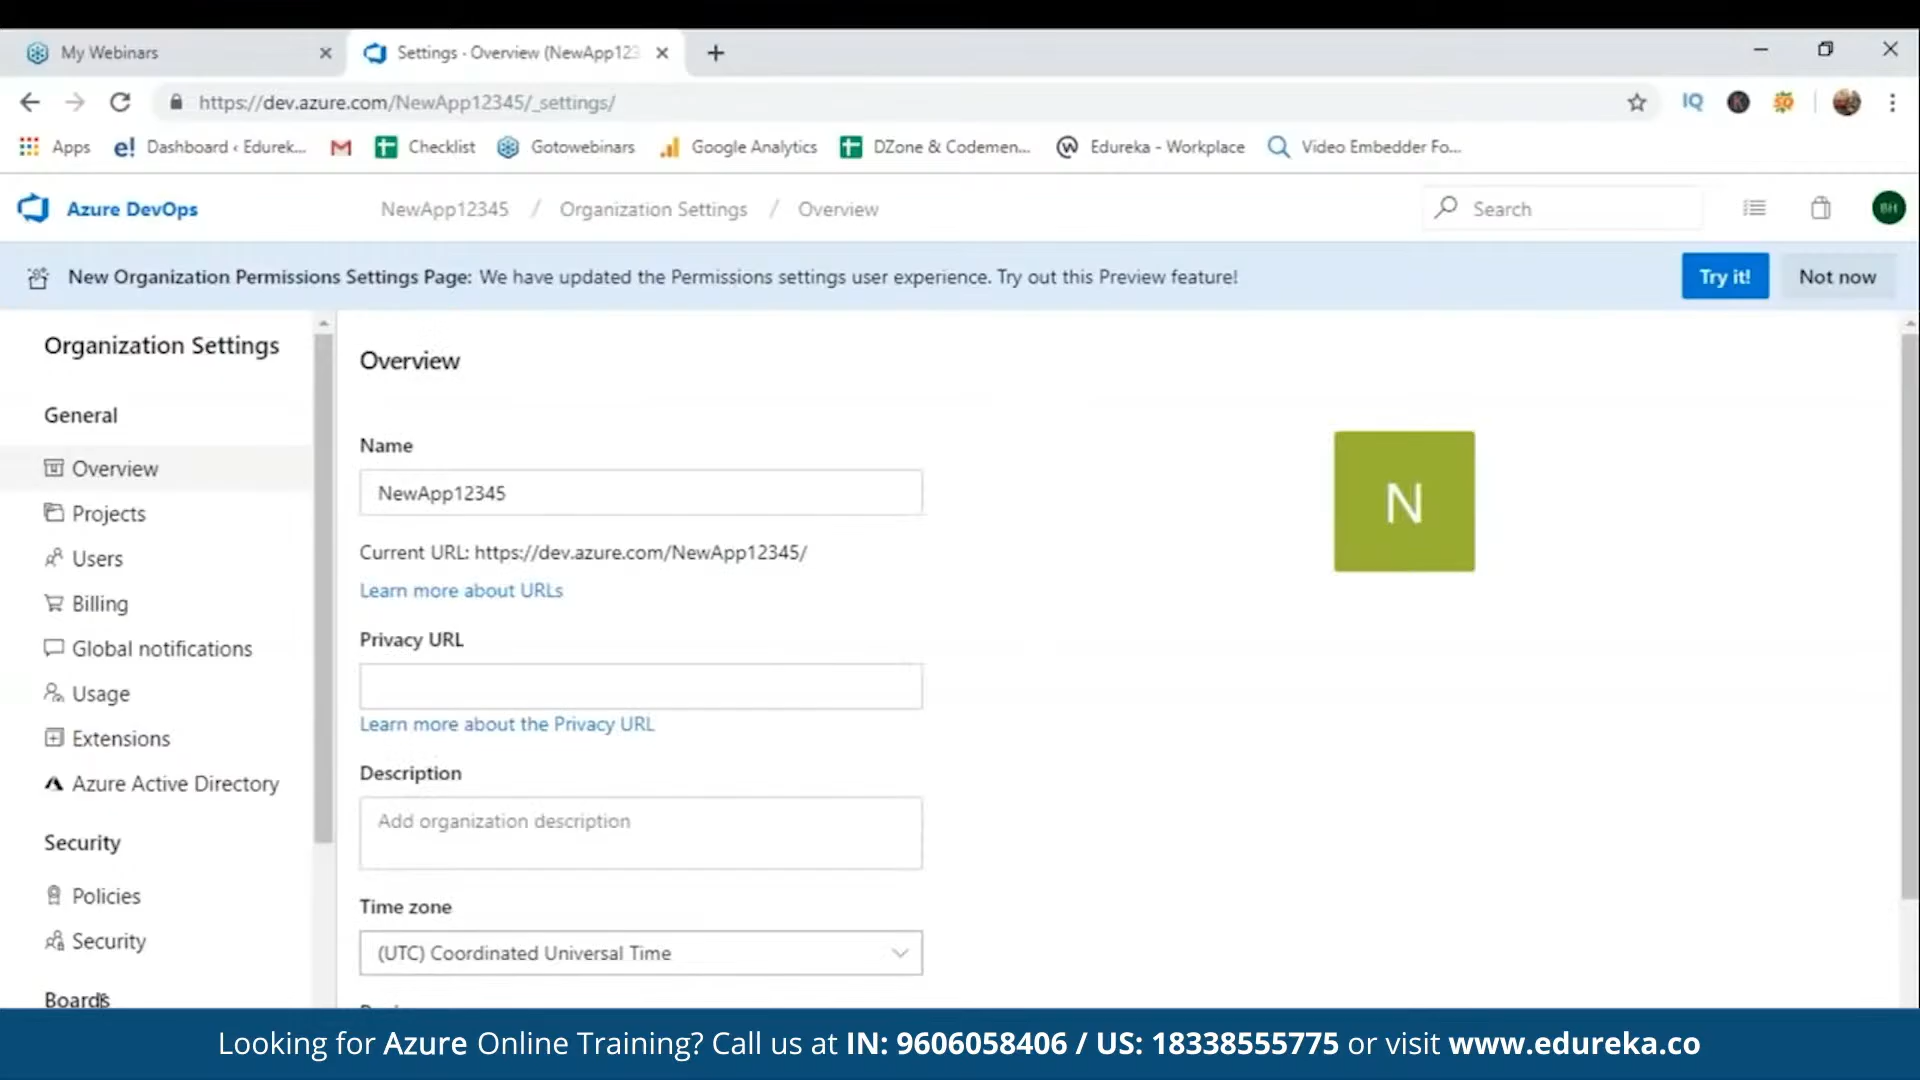 My Webinars
Settings - Overview (NewApp123
https://dev.azure.com/NewApp12345/_settings/
IQ
Apps
e! Dashboard ‹ Edurek...
Checklist
Gotowebinars
Google Analytics
DZone & Codemen...
Edureka - Workplace
Video Embedder Fo...
Azure DevOps
NewApp12345 / Organization Settings / Overview
Search
BH
New Organization Permissions Settings Page: We have updated the Permissions settings user experience. Try out this Preview feature!
Try it!
Not now
Organization Settings
General
Overview
Projects
Users
Billing
Global notifications
Usage
Extensions
Azure Active Directory
Security
Policies
Security
Boards
Overview
Name
NewApp12345
Current URL: https://dev.azure.com/NewApp12345/
Learn more about URLs
Privacy URL
Learn more about the Privacy URL
Description
Add organization description
Time zone
(UTC) Coordinated Universal Time
N
Looking for Azure Online Training? Call us at IN: 9606058406 / US: 18338555775 or visit www.edureka.co